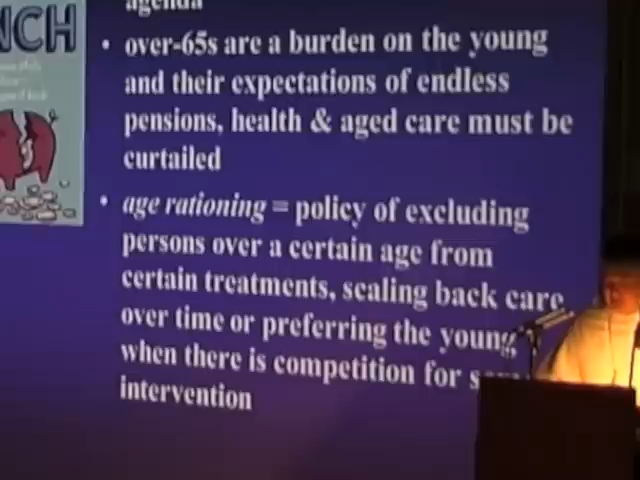 agenda
NCH
• over-65s are a burden on the young
and their expectations of endless
pensions, health & aged care must be
curtailed
• age rationing = policy of excluding
persons over a certain age from
certain treatments, scaling back care
over time or preferring the young
when there is competition for
intervention